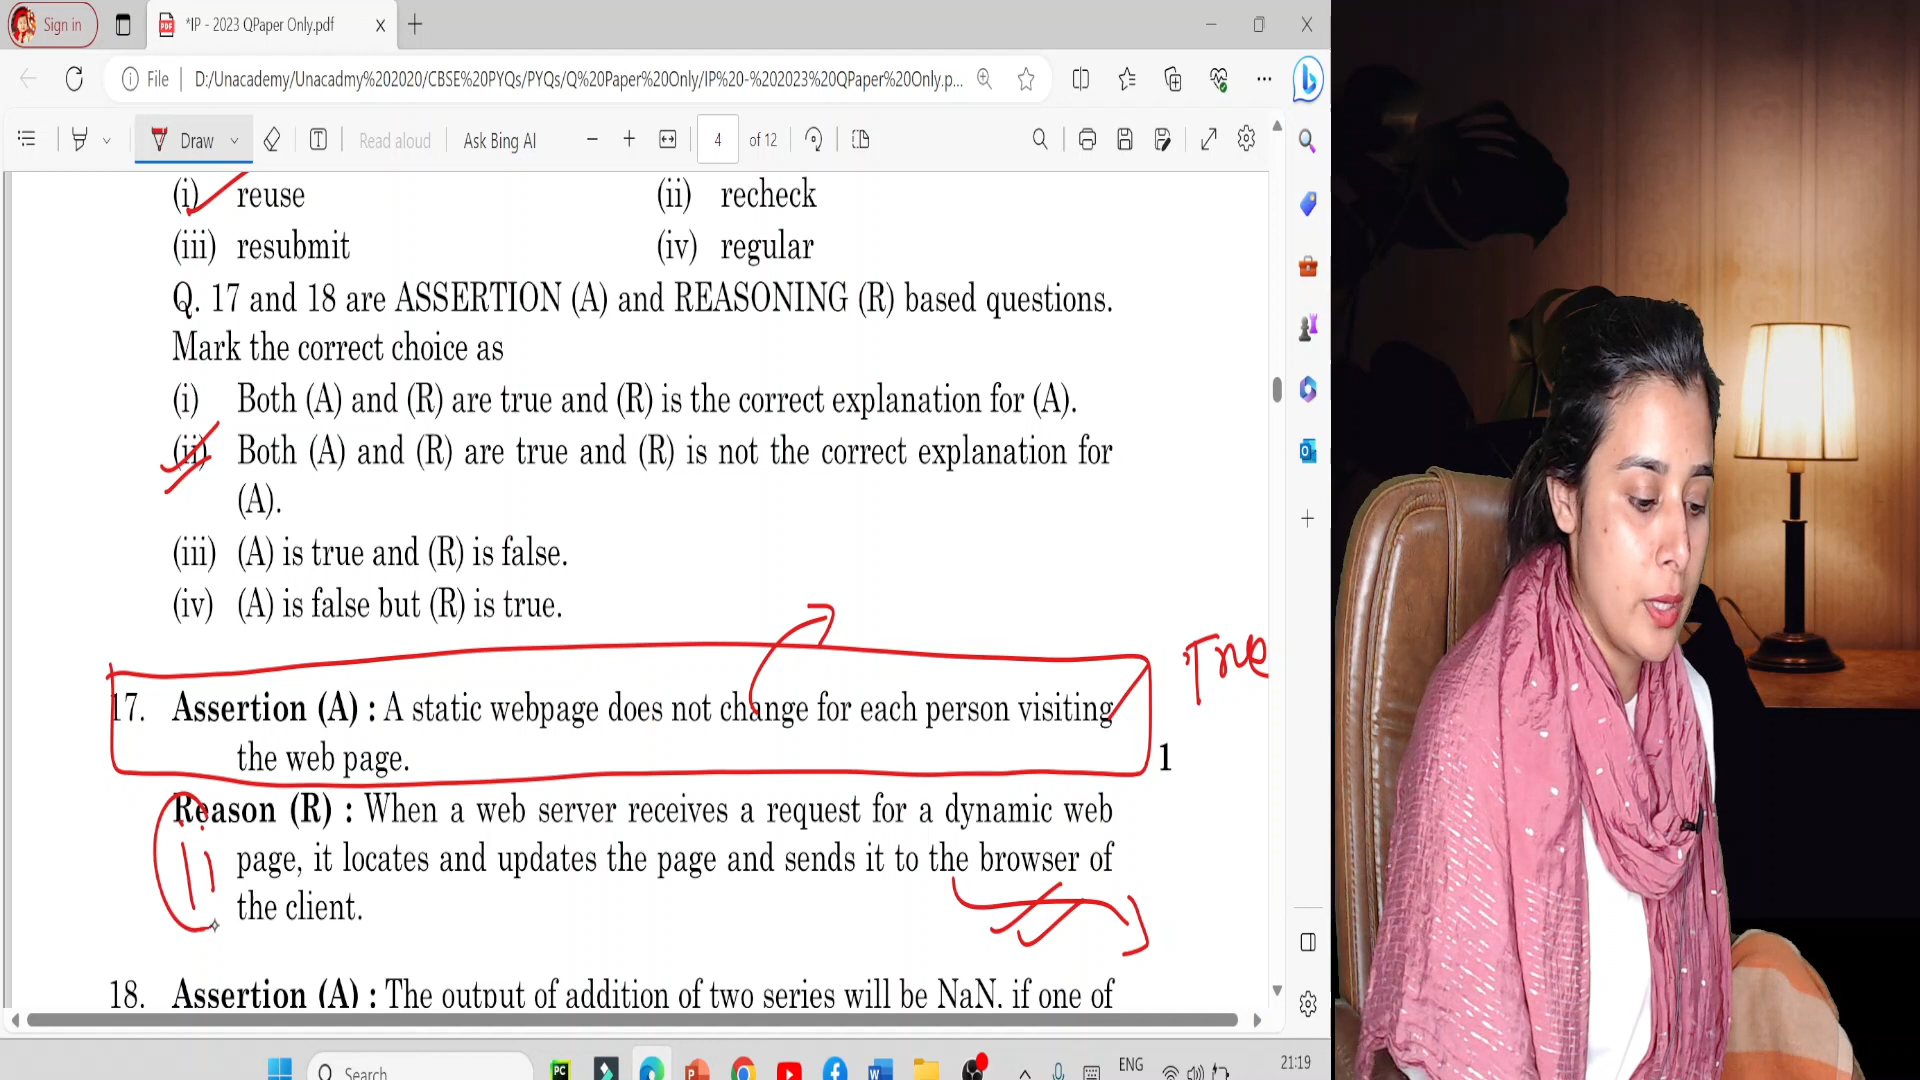 Sign in
*IP - 2023 QPaper Only.pdf
File
D:/Unacademy/Unacadmy%202020/CBSE%20PYQs/PYQs/Q%20Paper%20Only/IP%20-%202023%20QPaper%20Only.p...
Draw
Read aloud
Ask Bing AI
4
of 12
(i) reuse
(ii) recheck
(iii) resubmit
(iv) regular
Q. 17 and 18 are ASSERTION (A) and REASONING (R) based questions.
Mark the correct choice as
(i) Both (A) and (R) are true and (R) is the correct explanation for (A).
(ii) Both (A) and (R) are true and (R) is not the correct explanation for
(A).
(iii) (A) is true and (R) is false.
(iv) (A) is false but (R) is true.
True
17. Assertion (A) : A static webpage does not change for each person visiting
the web page.
1
Reason (R) : When a web server receives a request for a dynamic web
page, it locates and updates the page and sends it to the browser of
the client.
ii
18. Assertion (A) : The output of addition of two series will be NaN, if one of
Search
ENG
21:19